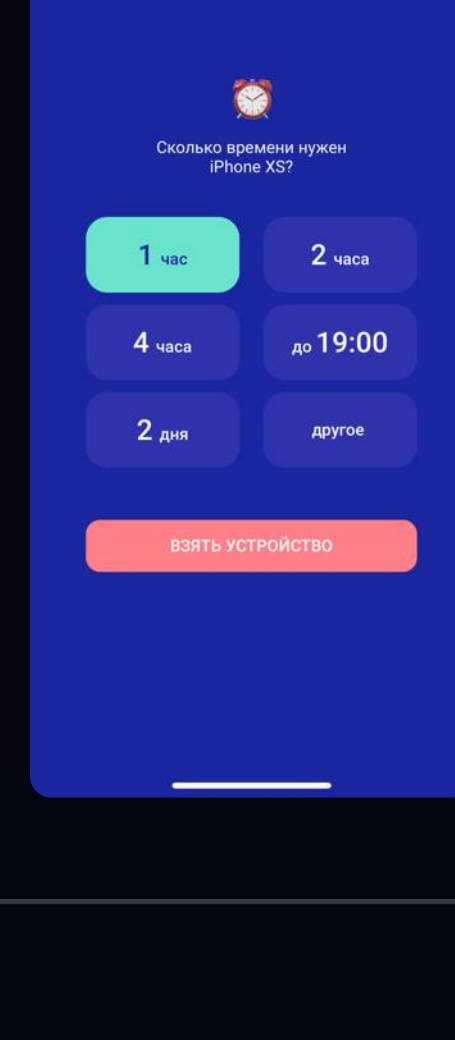 Сколько времени нужен
iPhone XS?
1 час
2 часа
4 часа
до 19:00
2 дня
другое
ВЗЯТЬ УСТРОЙСТВО